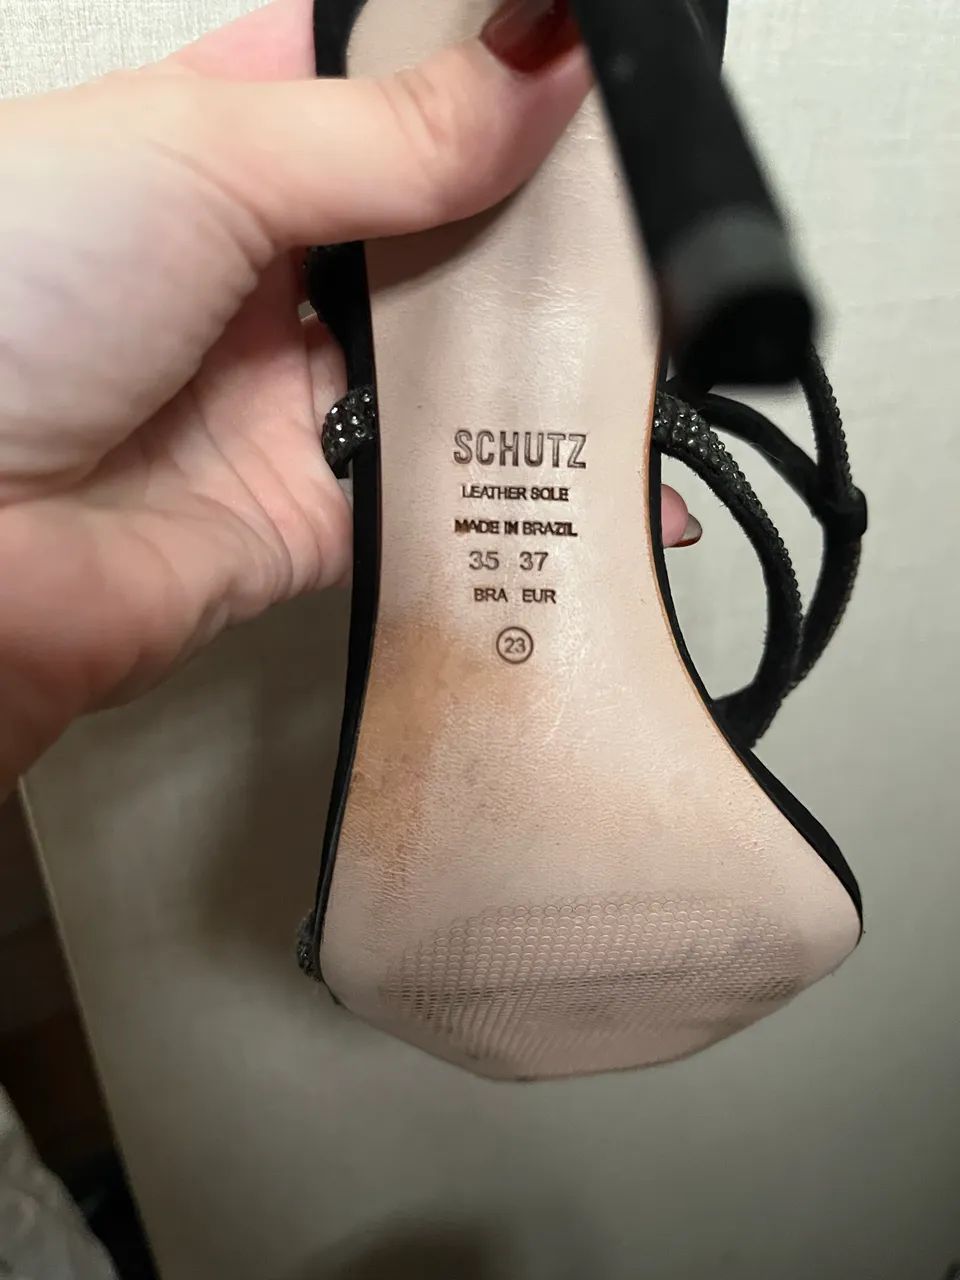 SCHUTZ
LEATHER SOLE
MADE IN BRAZIL
35 37
BRA EUR
23